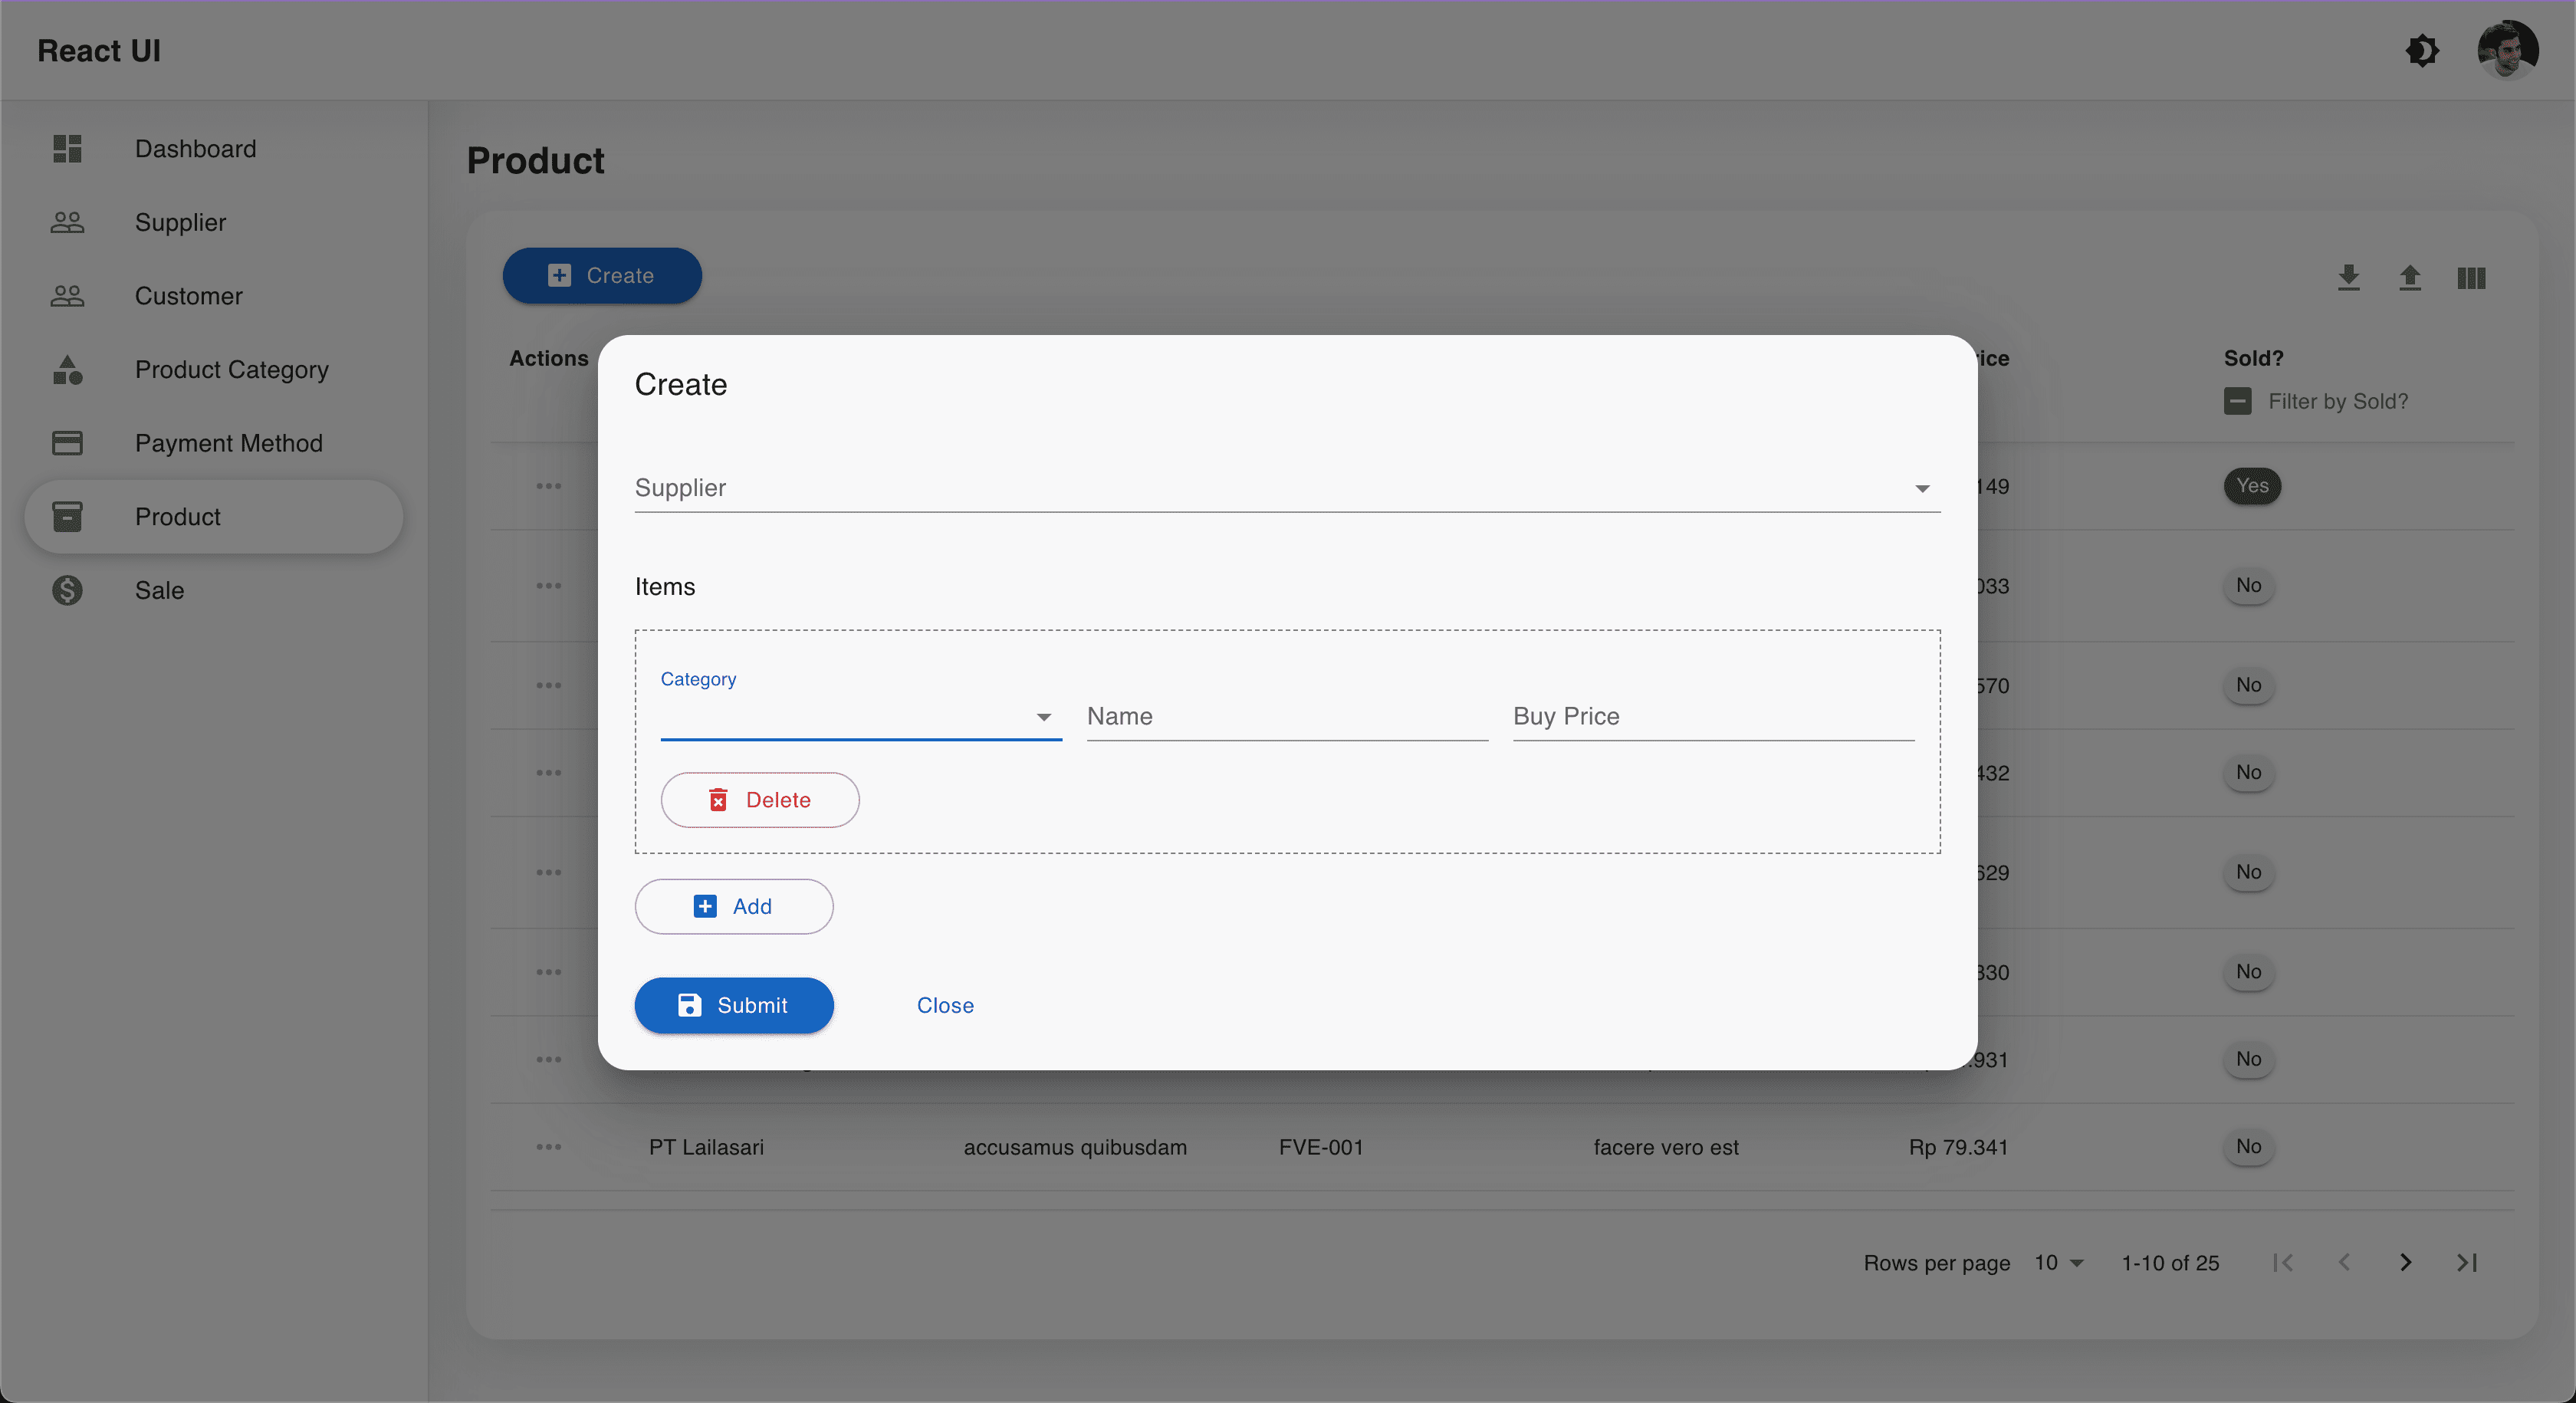 React UI
Dashboard
Supplier
Customer
Product Category
Payment Method
Product
Sale
Product
Create
Actions
Sold?
Filter by Sold?
Create
Supplier
Items
Category
Name
Buy Price
Delete
Add
Submit
Close
149 Yes
033 No
570 No
432 No
629 No
330 No
.931 No
PT Lailasari accusamus quibusdam FVE-001 facere vero est Rp 79.341 No
Rows per page 10 1-10 of 25